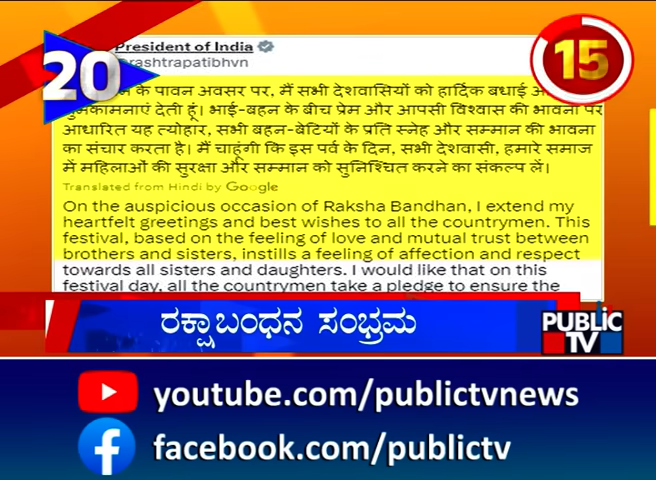 President of India
20
15
rashtrapatibhvn
के पावन अवसर पर, मैं सभी देशवासियों को हार्दिक बधाई
शुभकामनाएं देती हूं। भाई-बहन के बीच प्रेम और आपसी विश्वास की भावना पर
आधारित यह त्योहार, सभी बहन-बेटियों के प्रति स्नेह और सम्मान की भावना
का संचार करता है। मैं चाहूंगी कि इस पर्व के दिन, सभी देशवासी, हमारे समाज
में महिलाओं की सुरक्षा और सम्मान को सुनिश्चित करने का संकल्प लें।
Translated from Hindi by Google
On the auspicious occasion of Raksha Bandhan, I extend my
heartfelt greetings and best wishes to all the countrymen. This
festival, based on the feeling of love and mutual trust between
brothers and sisters, instills a feeling of affection and respect
towards all sisters and daughters. I would like that on this
festival day, all the countrymen take a pledge to ensure the
ರಕ್ಷಾಬಂಧನ ಸಂಭ್ರಮ
PUBLiC
TV
youtube.com/publictvnews
facebook.com/publictv